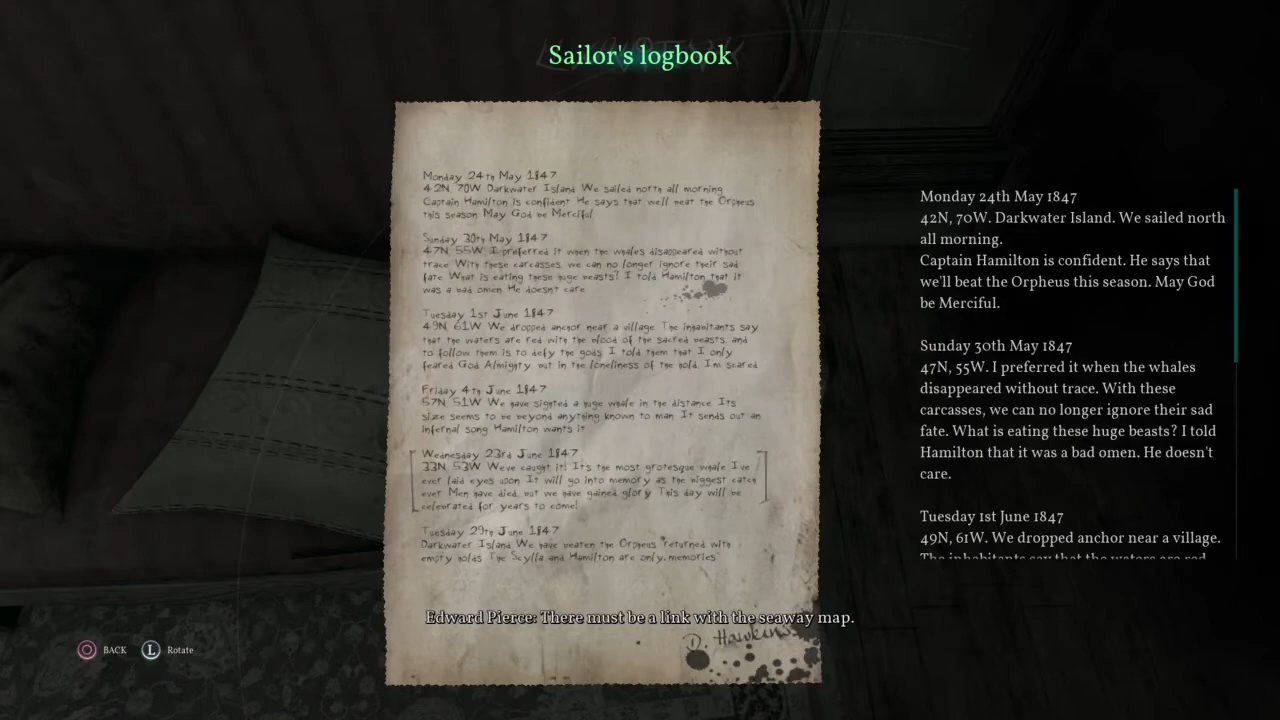 Sailor's logbook
Monday 24th May 1847
42N, 70W Darkwater Island We sailed north all morning
Captain Hamilton is confident He says that we'll beat the Orpheus
this season May God be Merciful
Sunday 30th May 1847
47N 55W I preferred it when the whales disappeared without
trace With these carcasses, we can no longer ignore their sad
fate What is eating these huge beasts? I told Hamilton that it
was a bad omen He doesnt care
Tuesday 1st June 1847
49N 61W We dropped anchor near a village The inhabitants say
that the waters are red with the blood of the sacred beasts, and
to follow them is to defy the gods I told them that I only
feared God Almighty, but in the loneliness of the hold Im scared
Friday 4th June 1847
57N 51W We have sighted a huge whale in the distance Its
size seems to be beyond anything known to man It sends out an
infernal song Hamilton wants it
Wednesday 23rd June 1847
33N 53W Weve caught it! Its the most grotesque whale Ive
ever laid eyes upon It will go into memory as the biggest catch
ever Men have died, but we have gained glory This day will be
celebrated for years to come!
Tuesday 29th June 1847
Darkwater Island We have beaten the Orpheus returned with
empty holds The Scylla and Hamilton are only memories
D. Hawkins
Edward Pierce: There must be a link with the seaway map.
Monday 24th May 1847
42N, 70W. Darkwater Island. We sailed north
all morning.
Captain Hamilton is confident. He says that
we'll beat the Orpheus this season. May God
be Merciful.
Sunday 30th May 1847
47N, 55W. I preferred it when the whales
disappeared without trace. With these
carcasses, we can no longer ignore their sad
fate. What is eating these huge beasts? I told
Hamilton that it was a bad omen. He doesn't
care.
Tuesday 1st June 1847
49N, 61W. We dropped anchor near a village.
The inhabitants say that the waters are red
BACK
L
Rotate